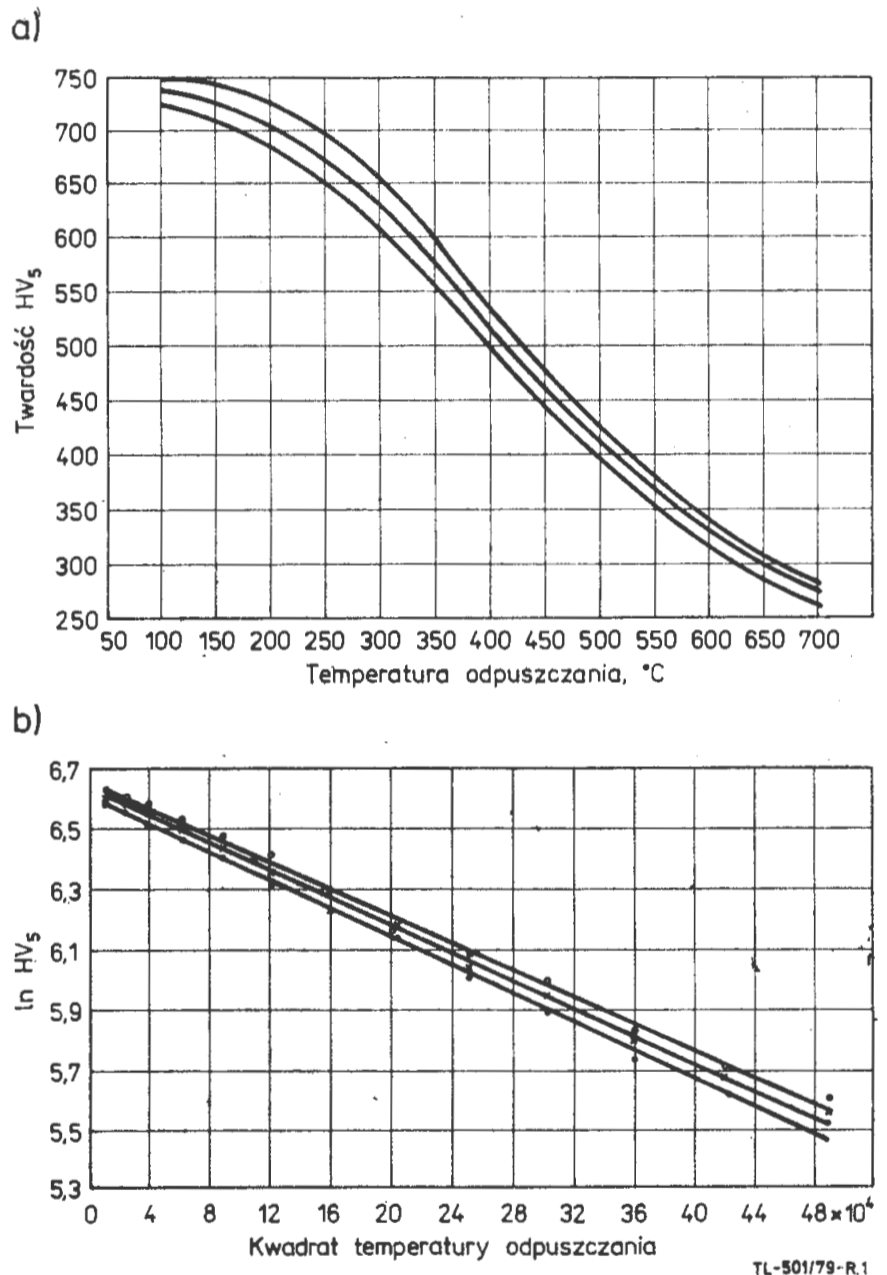 a)
750
700
650
600
550
500
450
400
350
300
250
Twardość HV5
50 100 150 200 250 300 350 400 450 500 550 600 650 700
Temperatura odpuszczania, °C
b)
6,7
6,5
6,3
6,1
5,9
5,7
5,5
5,3
ln HV5
0 4 8 12 16 20 24 28 32 36 40 44 48×10⁴
Kwadrat temperatury odpuszczania
TL-501/79-R.1